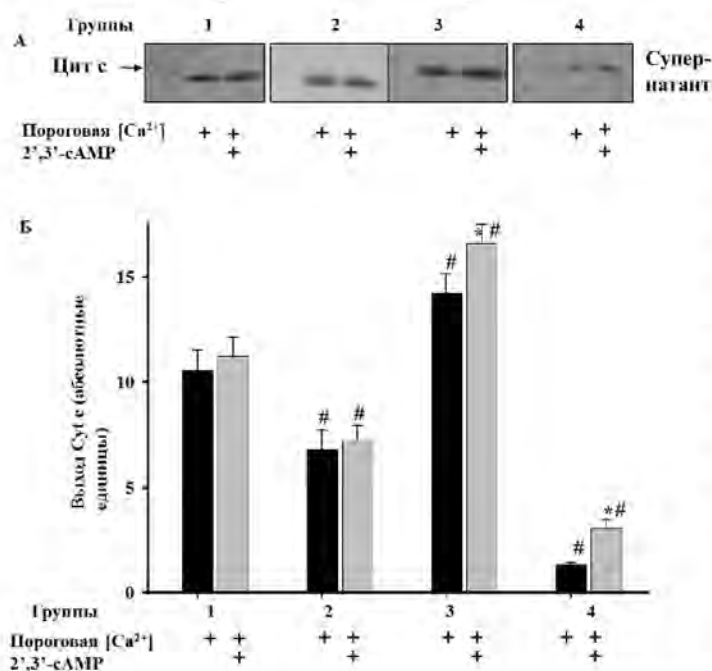 Группы 1 2 3 4
А
Цит с
Супер-
натант
Пороговая [Ca²⁺] + + + + + + + +
2',3'-cAMP + + + +
Б
Выход Cyt c (абсолютные
единицы)
15
10
5
0
# # # *# # *#
Группы 1 2 3 4
Пороговая [Ca²⁺] + + + + + + + +
2',3'-cAMP + + + +